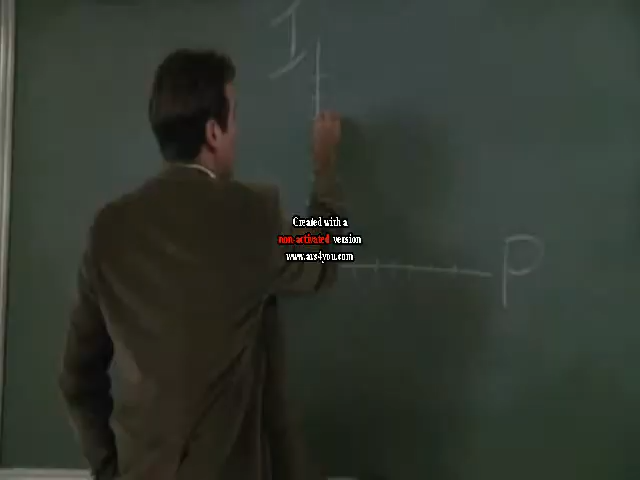 I
Created with a
non-activated version
www.avs4you.com
P